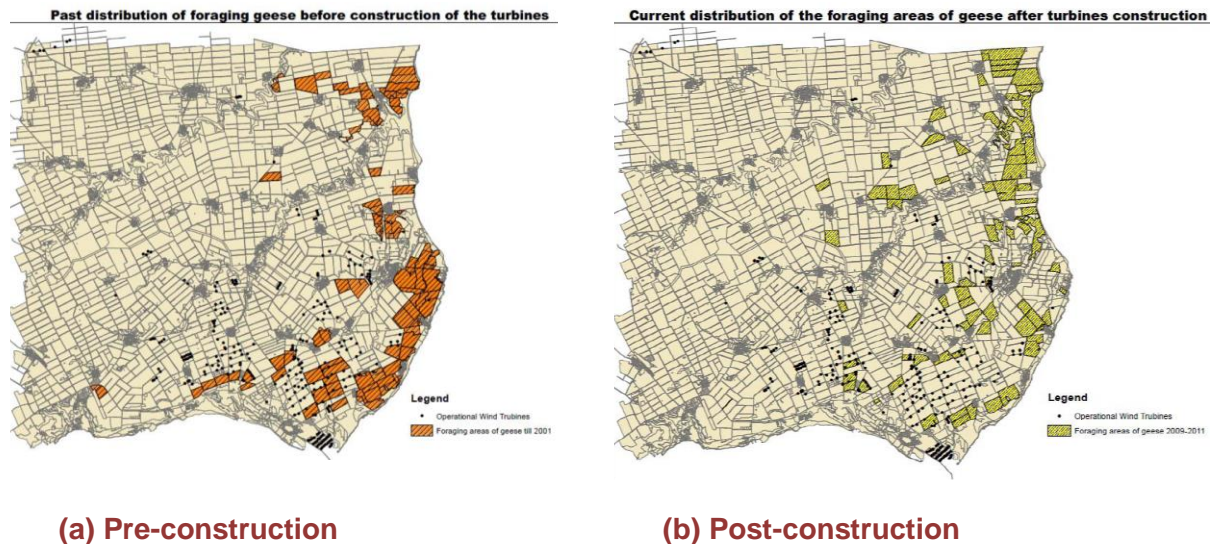 Past distribution of foraging geese before construction of the turbines
Legend
Operational Wind Trubines
Foraging areas of geese till 2001
(a) Pre-construction
Current distribution of the foraging areas of geese after turbines construction
Legend
Operational Wind Trubines
Foraging areas of geese 2009-2011
(b) Post-construction